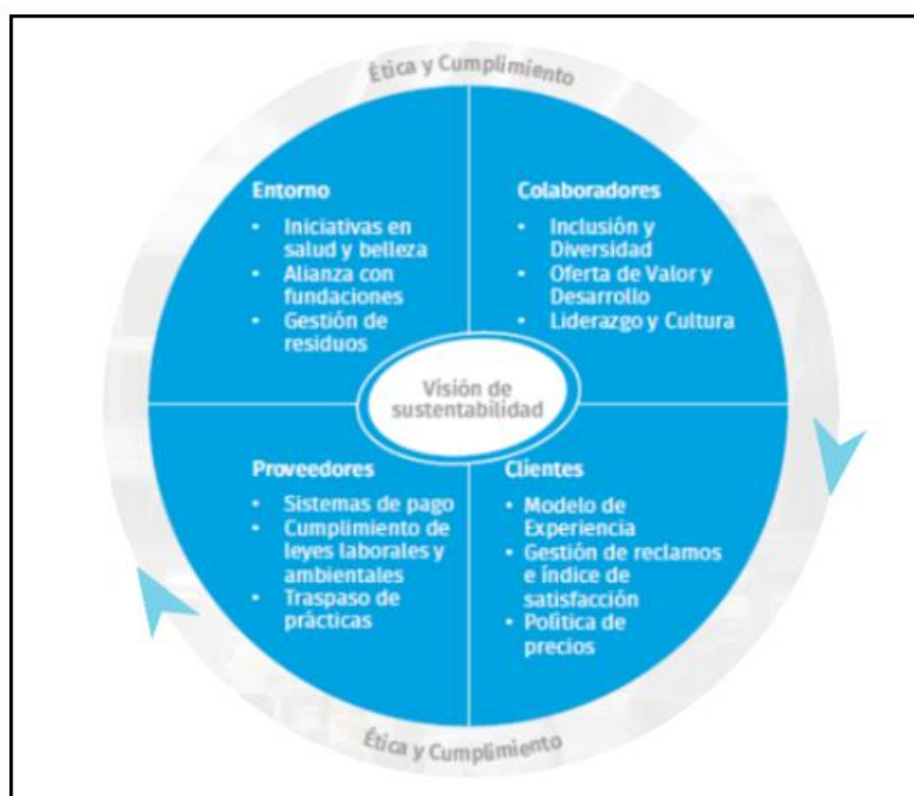 Ética y Cumplimiento
Entorno
• Iniciativas en
salud y belleza
• Alianza con
fundaciones
• Gestión de
residuos
Colaboradores
• Inclusión y
Diversidad
• Oferta de Valor y
Desarrollo
• Liderazgo y Cultura
Visión de
sustentabilidad
Proveedores
• Sistemas de pago
• Cumplimiento de
leyes laborales y
ambientales
• Traspaso de
prácticas
Clientes
• Modelo de
Experiencia
• Gestión de reclamos
e índice de
satisfacción
• Política de
precios
Ética y Cumplimiento